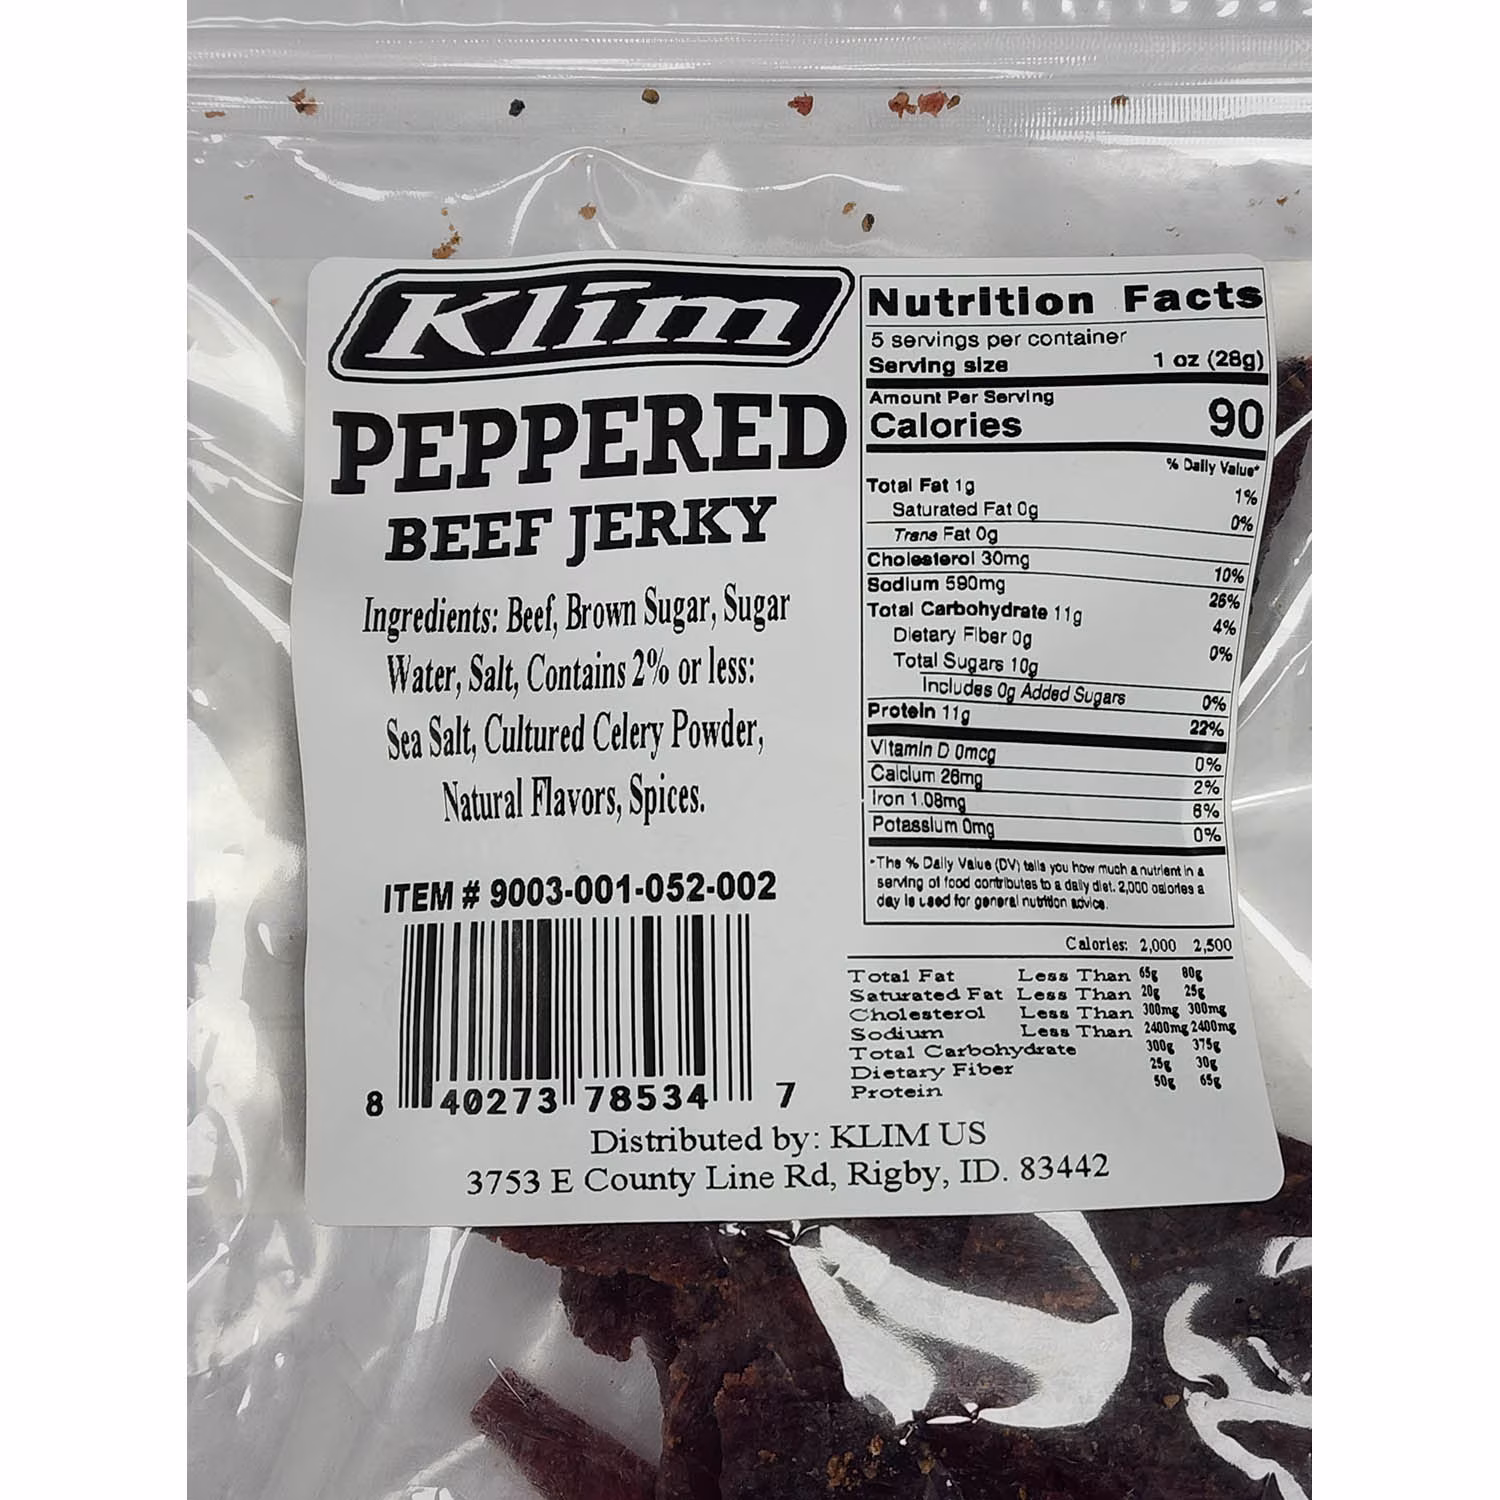 Klim
PEPPERED
BEEF JERKY
Ingredients: Beef, Brown Sugar, Sugar
Water, Salt, Contains 2% or less:
Sea Salt, Cultured Celery Powder,
Natural Flavors, Spices.
ITEM # 9003-001-052-002
8 40273 78534 7
Nutrition Facts
5 servings per container
Serving size 1 oz (28g)
Amount Per Serving
Calories 90
% Daily Value*
Total Fat 1g 1%
Saturated Fat 0g 0%
Trans Fat 0g
Cholesterol 30mg 10%
Sodium 590mg 26%
Total Carbohydrate 11g 4%
Dietary Fiber 0g 0%
Total Sugars 10g
Includes 0g Added Sugars 0%
Protein 11g 22%
Vitamin D 0mcg 0%
Calcium 26mg 2%
Iron 1.08mg 6%
Potassium 0mg 0%
*The % Daily Value (DV) tells you how much a nutrient in a
serving of food contributes to a daily diet. 2,000 calories a
day is used for general nutrition advice.
Calories: 2,000 2,500
Total Fat Less Than 65g 80g
Saturated Fat Less Than 20g 25g
Cholesterol Less Than 300mg 300mg
Sodium Less Than 2400mg 2400mg
Total Carbohydrate 300g 375g
Dietary Fiber 25g 30g
Protein 50g 65g
Distributed by: KLIM US
3753 E County Line Rd, Rigby, ID. 83442